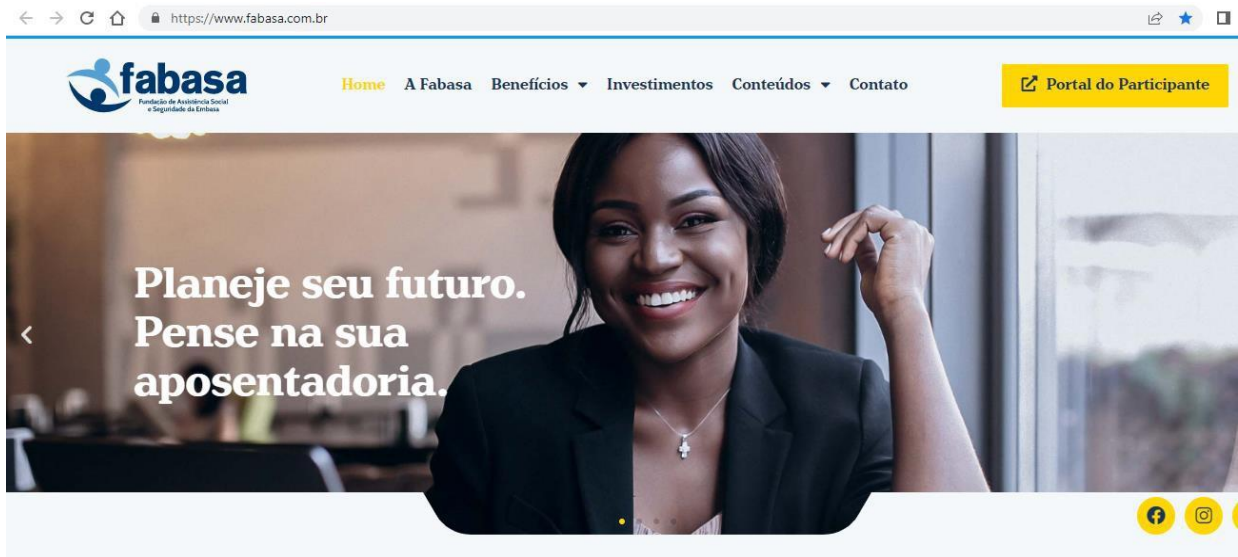 https://www.fabasa.com.br
fabasa
Fundação de Assistência Social
e Seguridade da Embasa
Home A Fabasa Benefícios Investimentos Conteúdos Contato
Portal do Participante
Planeje seu futuro.
Pense na sua
aposentadoria.